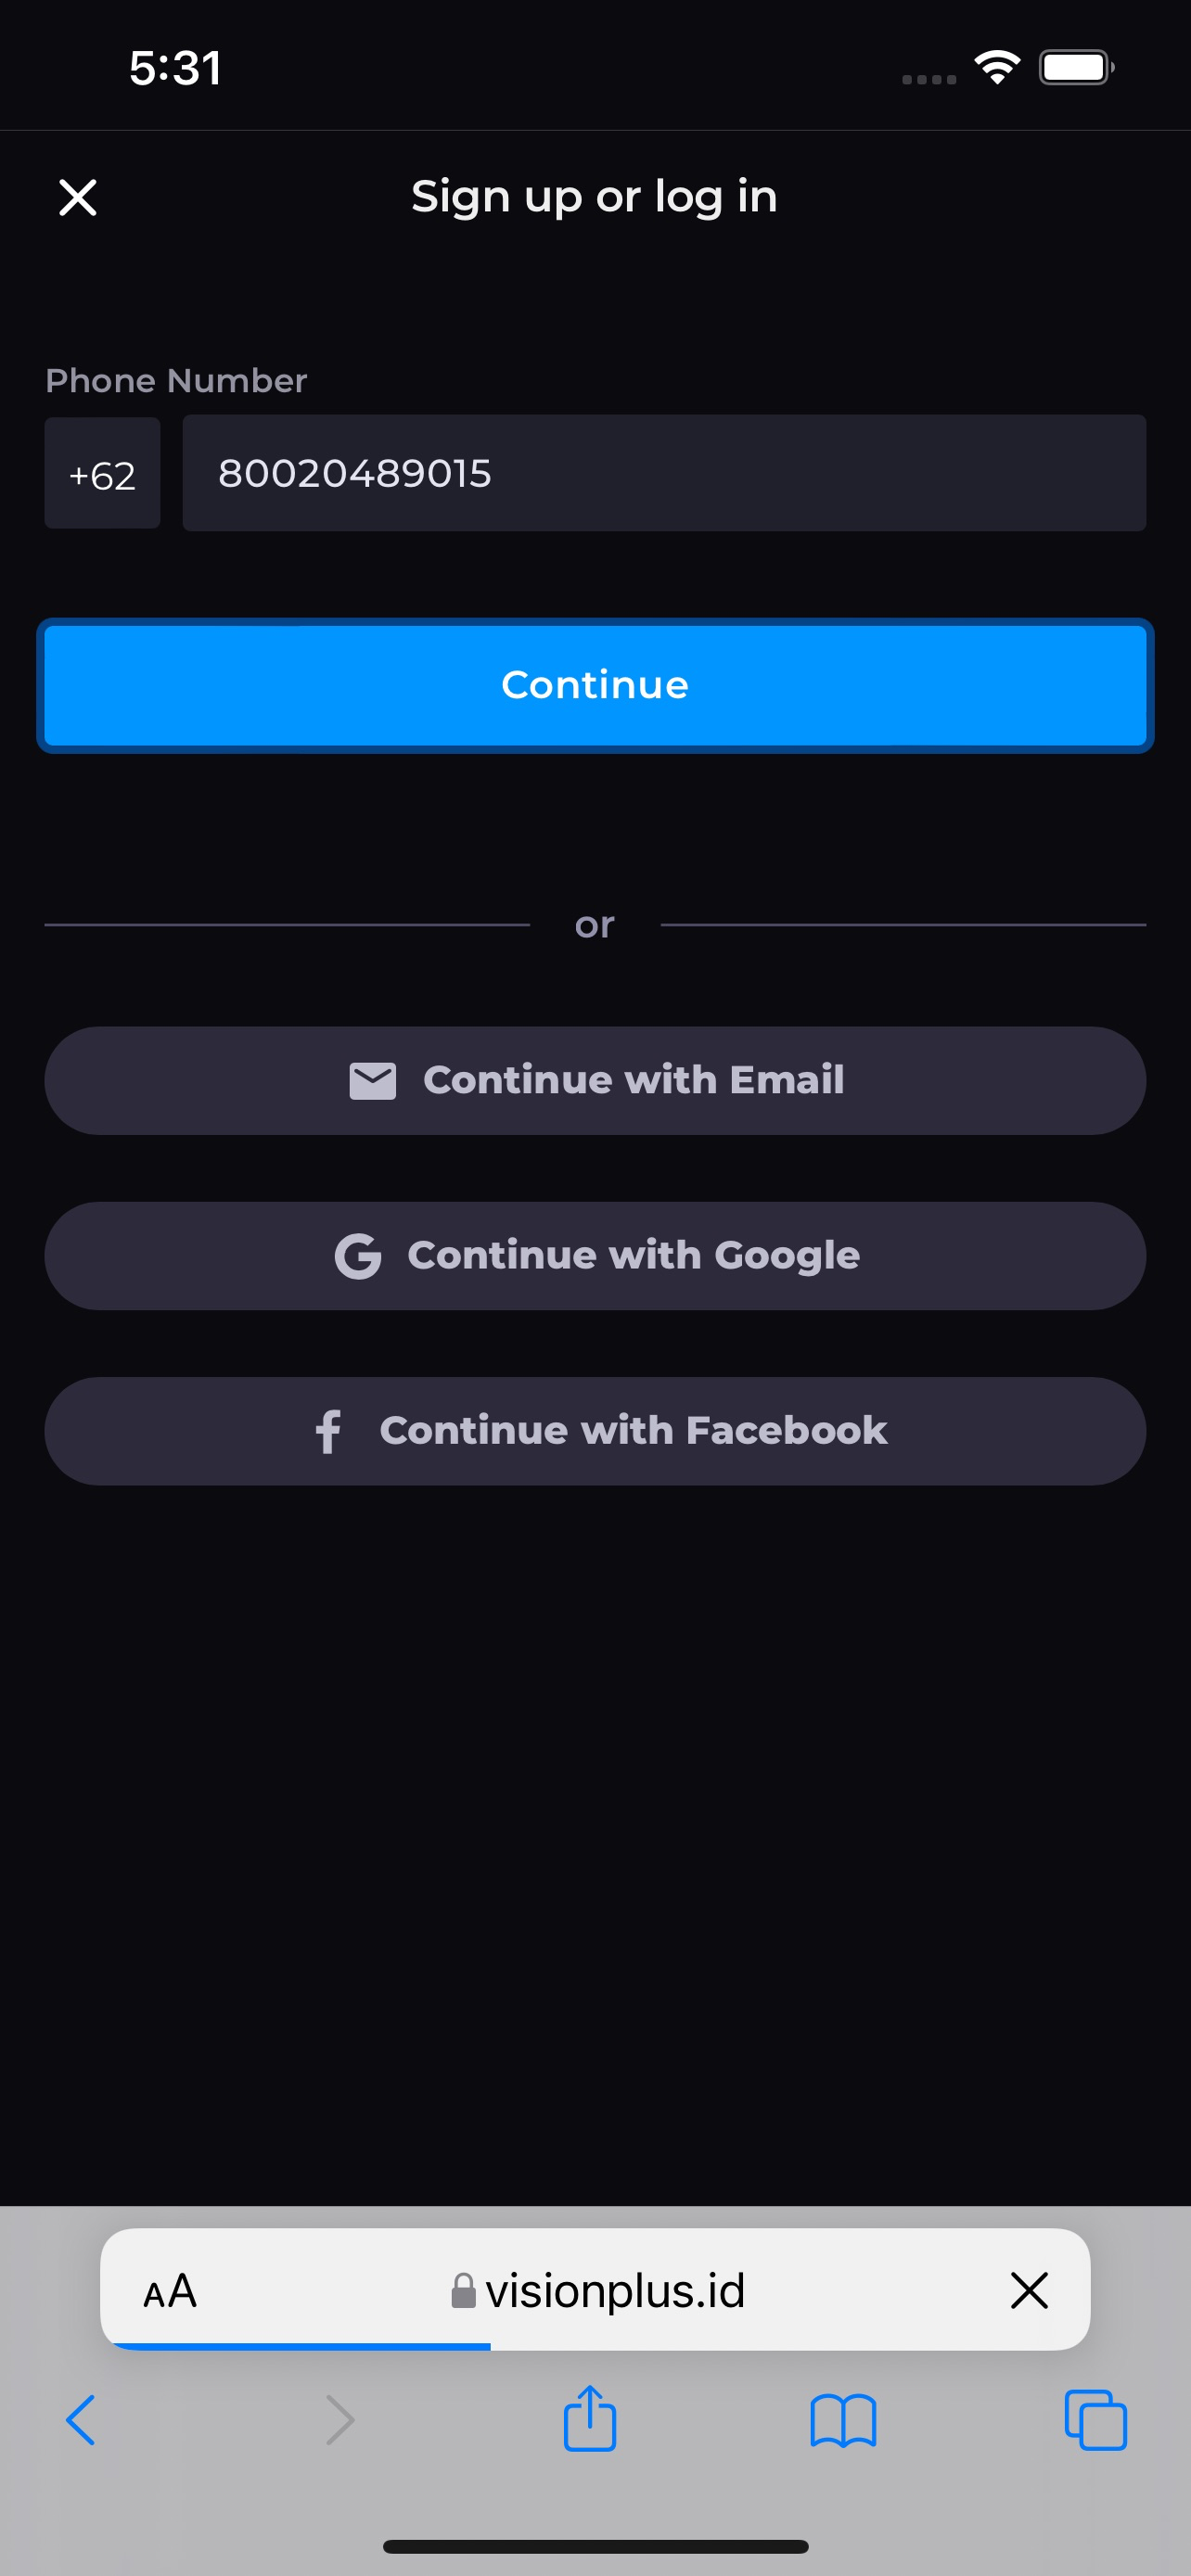 5:31
Sign up or log in
Phone Number
+62 80020489015
Continue
or
Continue with Email
Continue with Google
Continue with Facebook
AA visionplus.id